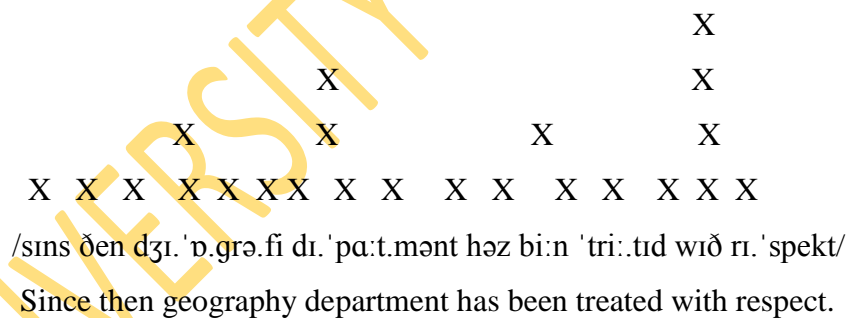 X
X X
X X X X
X X X X X X X X X X X X X X X X X
/sɪns ðen dʒɪ.ˈɒ.ɡrə.fi dɪ.ˈpɑːt.mənt həz biːn ˈtriː.tɪd wɪð rɪ.ˈspekt/
Since then geography department has been treated with respect.
VERSITY